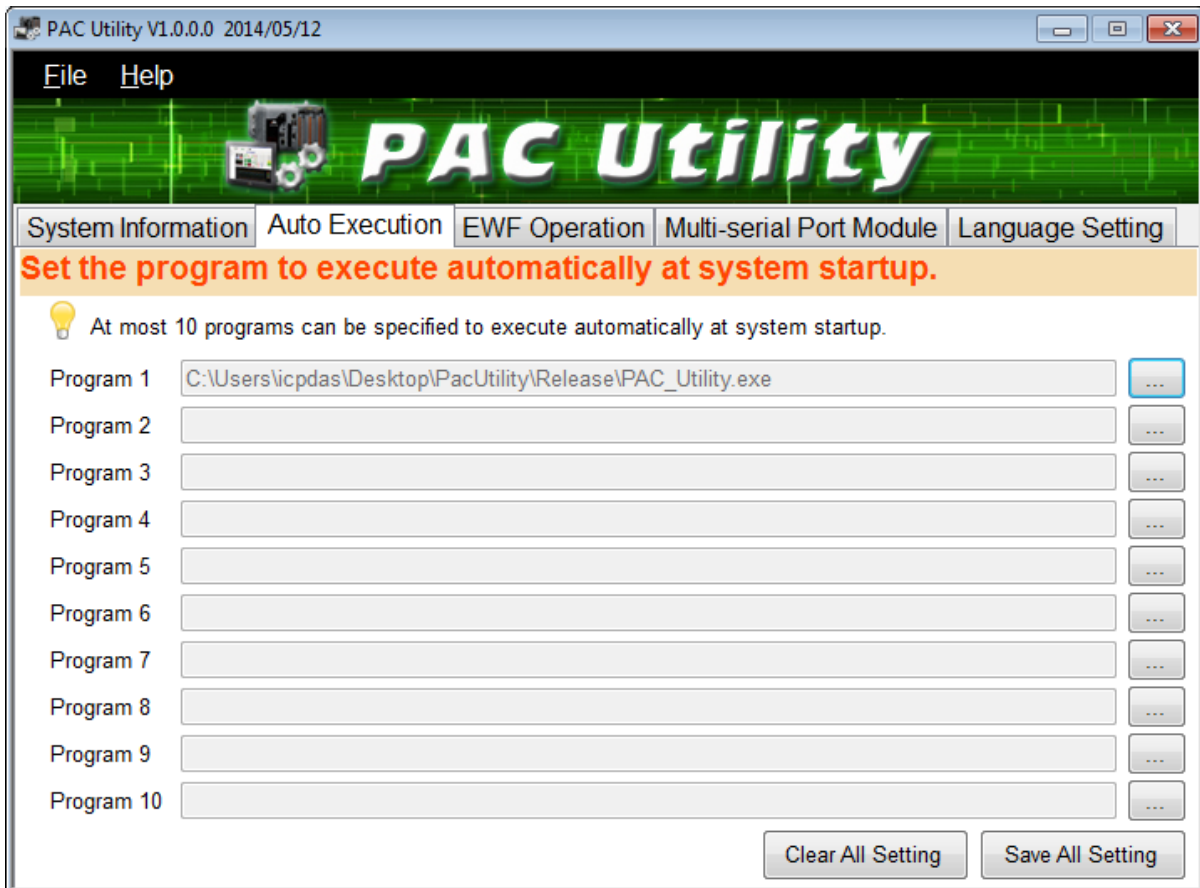 PAC Utility V1.0.0.0 2014/05/12
File Help
PAC Utility
System Information Auto Execution EWF Operation Multi-serial Port Module Language Setting
Set the program to execute automatically at system startup.
At most 10 programs can be specified to execute automatically at system startup.
Program 1 C:\Users\icpdas\Desktop\PacUtility\Release\PAC_Utility.exe ...
Program 2 ...
Program 3 ...
Program 4 ...
Program 5 ...
Program 6 ...
Program 7 ...
Program 8 ...
Program 9 ...
Program 10 ...
Clear All Setting Save All Setting